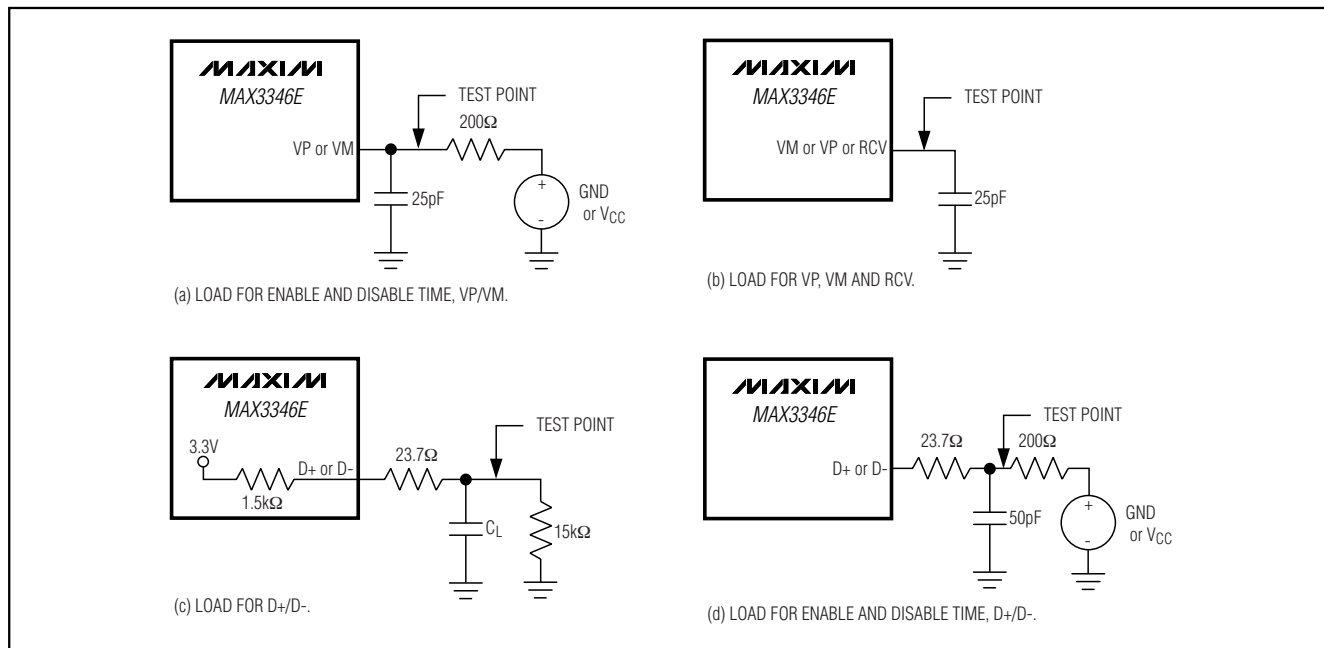 MAXIM
MAX3346E
TEST POINT
200Ω
VP or VM
25pF
+
-
GND
or VCC
(a) LOAD FOR ENABLE AND DISABLE TIME, VP/VM.
MAXIM
MAX3346E
TEST POINT
VM or VP or RCV
25pF
(b) LOAD FOR VP, VM AND RCV.
MAXIM
MAX3346E
3.3V
1.5kΩ
D+ or D-
23.7Ω
TEST POINT
CL
15kΩ
(c) LOAD FOR D+/D-.
MAXIM
MAX3346E
TEST POINT
23.7Ω
200Ω
D+ or D-
50pF
+
-
GND
or VCC
(d) LOAD FOR ENABLE AND DISABLE TIME, D+/D-.